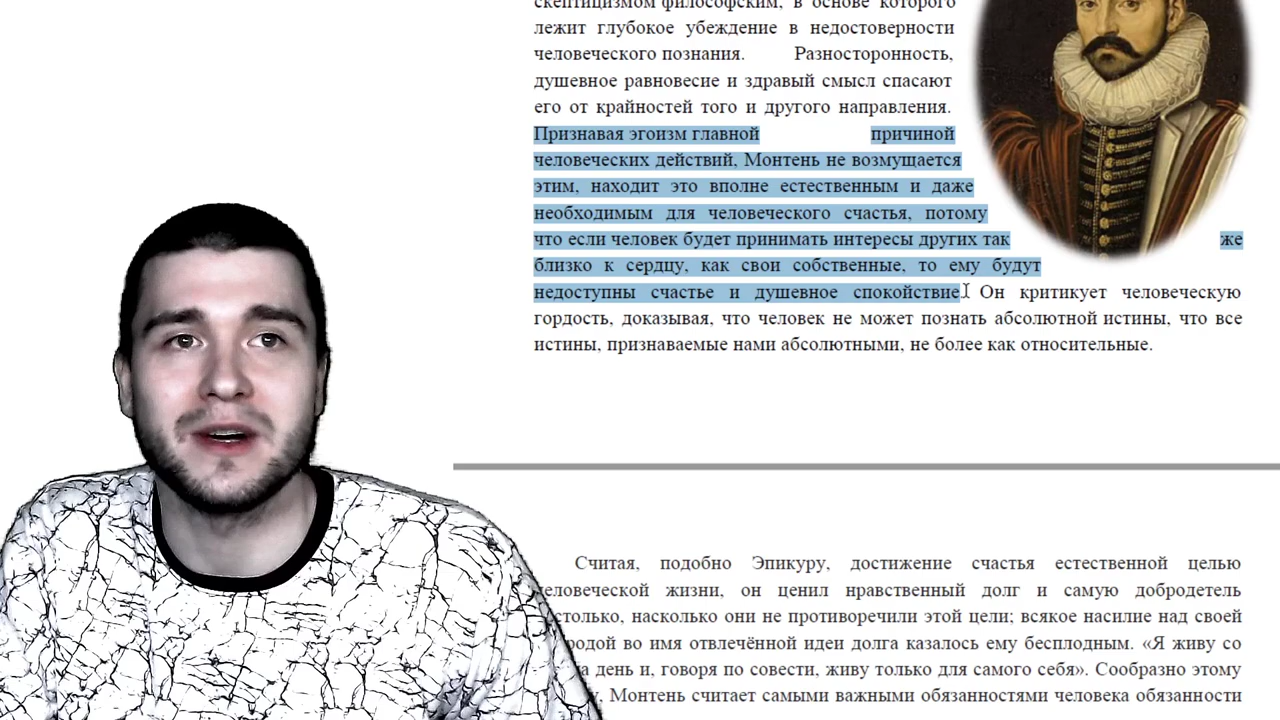 скептицизмом философским, в основе которого
лежит глубокое убеждение в недостоверности
человеческого познания. Разносторонность,
душевное равновесие и здравый смысл спасают
его от крайностей того и другого направления.
Признавая эгоизм главной причиной
человеческих действий, Монтень не возмущается
этим, находит это вполне естественным и даже
необходимым для человеческого счастья, потому
что если человек будет принимать интересы других так же
близко к сердцу, как свои собственные, то ему будут
недоступны счастье и душевное спокойствие. Он критикует человеческую
гордость, доказывая, что человек не может познать абсолютной истины, что все
истины, признаваемые нами абсолютными, не более как относительные.
Считая, подобно Эпикуру, достижение счастья естественной целью
человеческой жизни, он ценил нравственный долг и самую добродетель
столько, насколько они не противоречили этой цели; всякое насилие над своей
родой во имя отвлечённой идеи долга казалось ему бесплодным. «Я живу со
день и, говоря по совести, живу только для самого себя». Сообразно этому
Монтень считает самыми важными обязанностями человека обязанности